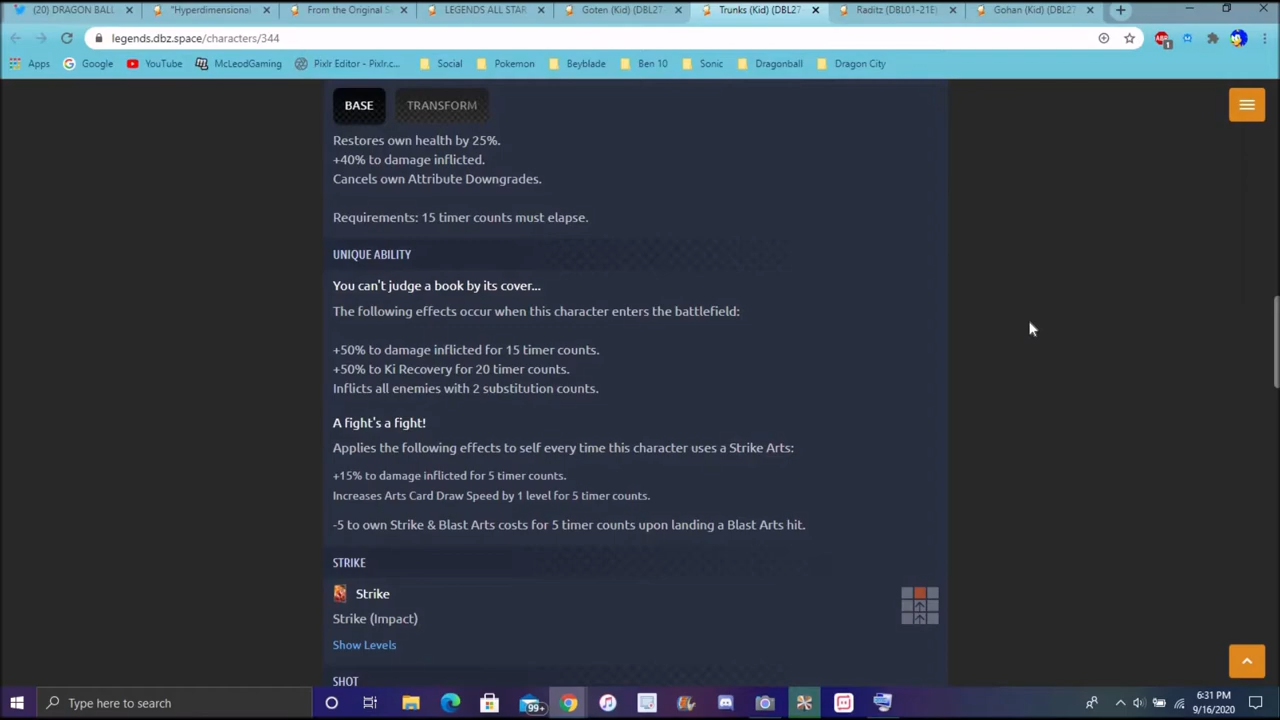 (20) DRAGON BALL
"Hyperdimensional
From the Original S
LEGENDS ALL STAR
Goten (Kid) (DBL27
Trunks (Kid) (DBL27
Raditz (DBL01-21E)
Gohan (Kid) (DBL27
legends.dbz.space/characters/344
Apps
Google
YouTube
McLeodGaming
Pixlr Editor - Pixlr.c...
Social
Pokemon
Beyblade
Ben 10
Sonic
Dragonball
Dragon City
BASE
TRANSFORM
Restores own health by 25%.
+40% to damage inflicted.
Cancels own Attribute Downgrades.
Requirements: 15 timer counts must elapse.
UNIQUE ABILITY
You can't judge a book by its cover...
The following effects occur when this character enters the battlefield:
+50% to damage inflicted for 15 timer counts.
+50% to Ki Recovery for 20 timer counts.
Inflicts all enemies with 2 substitution counts.
A fight's a fight!
Applies the following effects to self every time this character uses a Strike Arts:
+15% to damage inflicted for 5 timer counts.
Increases Arts Card Draw Speed by 1 level for 5 timer counts.
-5 to own Strike & Blast Arts costs for 5 timer counts upon landing a Blast Arts hit.
STRIKE
Strike
Strike (Impact)
Show Levels
SHOT
Type here to search
99+
6:31 PM
9/16/2020